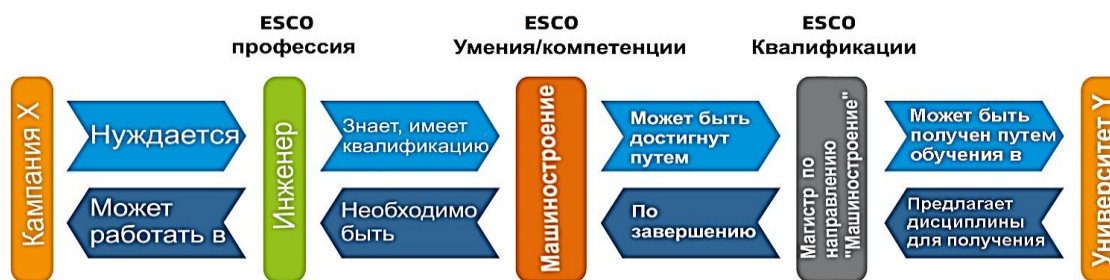 ESCO
профессия
ESCO
Умения/компетенции
ESCO
Квалификации
Кампания X
Нуждается
Может
работать в
Инженер
Знает, имеет
квалификацию
Необходимо
быть
Машиностроение
Может быть
достигнут
путем
По
завершению
Магистр по
направлению
"Машиностроение"
Может быть
получен путем
обучения в
Предлагает
дисциплины
для получения
Университет Y